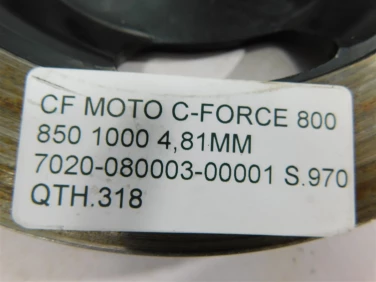 CF MOTO C-FORCE 800
850 1000 4,81MM
7020-080003-00001 S.970
QTH.318